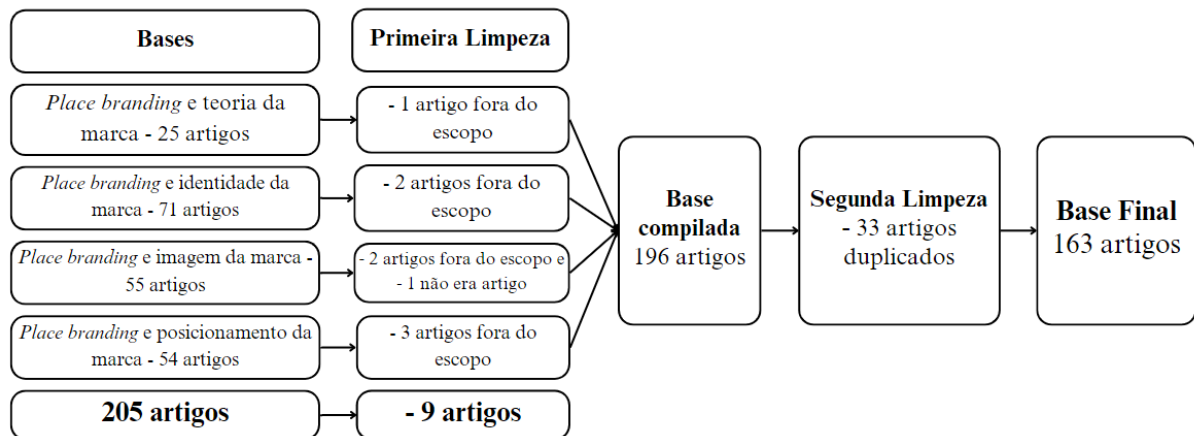 Bases
Primeira Limpeza
Place branding e teoria da
marca - 25 artigos
- 1 artigo fora do
escopo
Place branding e identidade da
marca - 71 artigos
- 2 artigos fora do
escopo
Place branding e imagem da marca -
55 artigos
- 2 artigos fora do escopo e
- 1 não era artigo
Place branding e posicionamento da
marca - 54 artigos
- 3 artigos fora do
escopo
205 artigos
- 9 artigos
Base
compilada
196 artigos
Segunda Limpeza
- 33 artigos
duplicados
Base Final
163 artigos